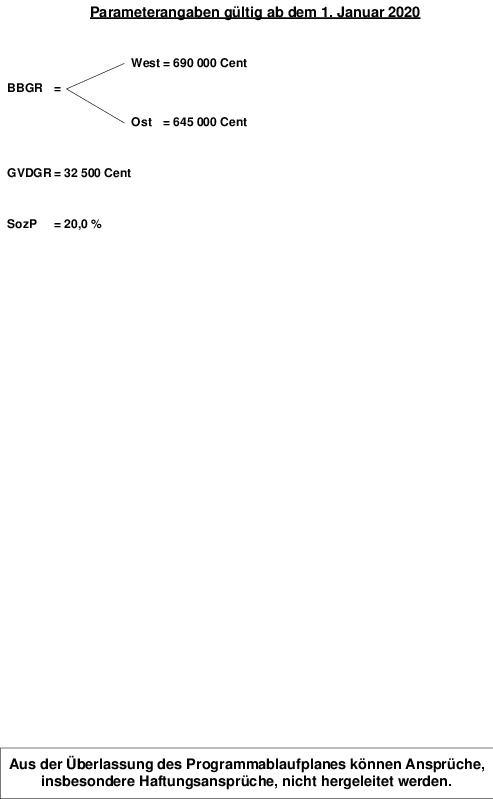 Parameterangaben gültig ab dem 1. Januar 2020
West = 690 000 Cent
BBGR =
Ost = 645 000 Cent
GVDGR = 32 500 Cent
SozP = 20,0 %
Aus der Überlassung des Programmablaufplanes können Ansprüche,
insbesondere Haftungsansprüche, nicht hergeleitet werden.